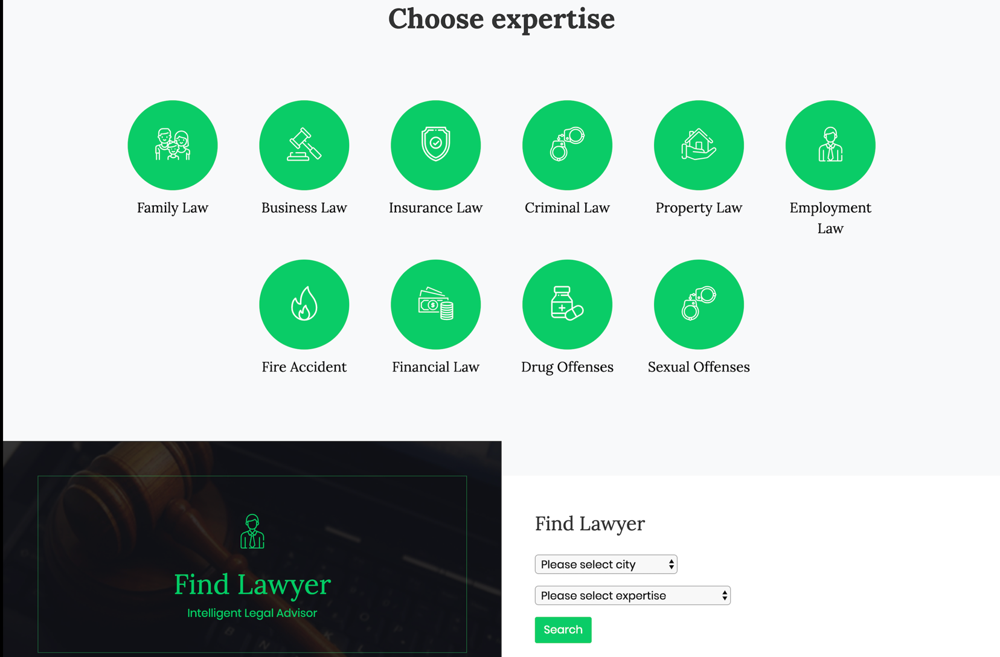 Choose expertise
Family Law
Business Law
Insurance Law
Criminal Law
Property Law
Employment
Law
Fire Accident
Financial Law
Drug Offenses
Sexual Offenses
Find Lawyer
Intelligent Legal Advisor
Find Lawyer
Please select city
Please select expertise
Search